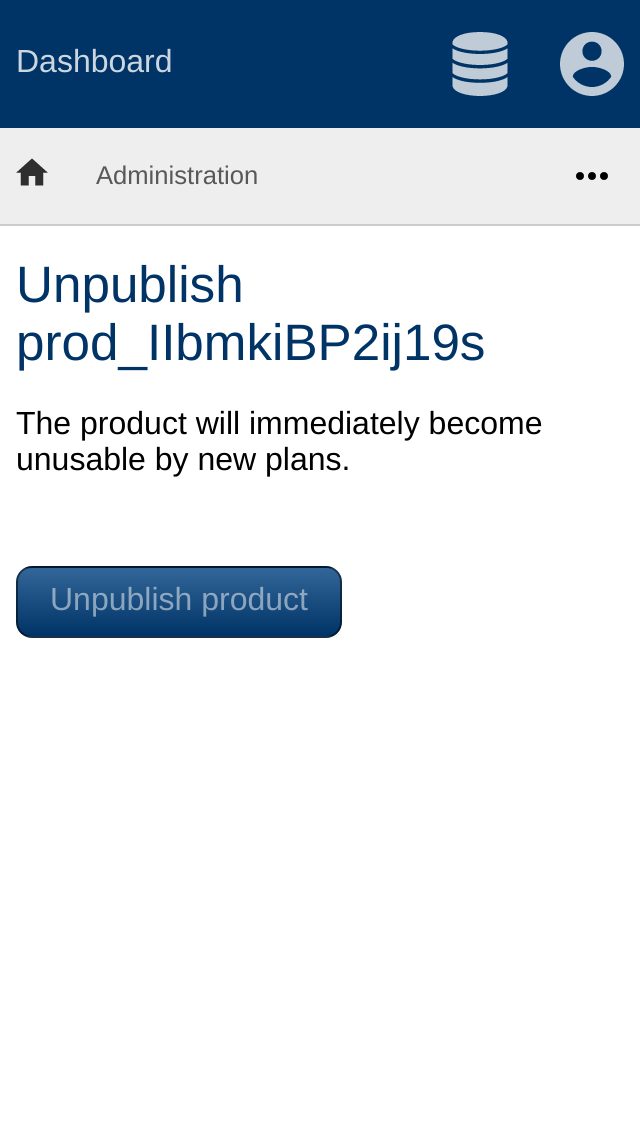 Dashboard
Administration
Unpublish
prod_IIbmkiBP2ij19s
The product will immediately become
unusable by new plans.
Unpublish product